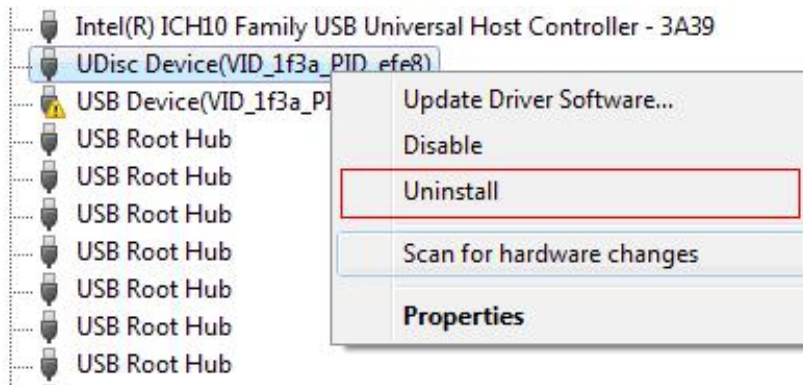 Intel(R) ICH10 Family USB Universal Host Controller - 3A39
UDisc Device(VID_1f3a_PID_efe8)
USB Device(VID_1f3a_PI
USB Root Hub
USB Root Hub
USB Root Hub
USB Root Hub
USB Root Hub
USB Root Hub
USB Root Hub
Update Driver Software...
Disable
Uninstall
Scan for hardware changes
Properties